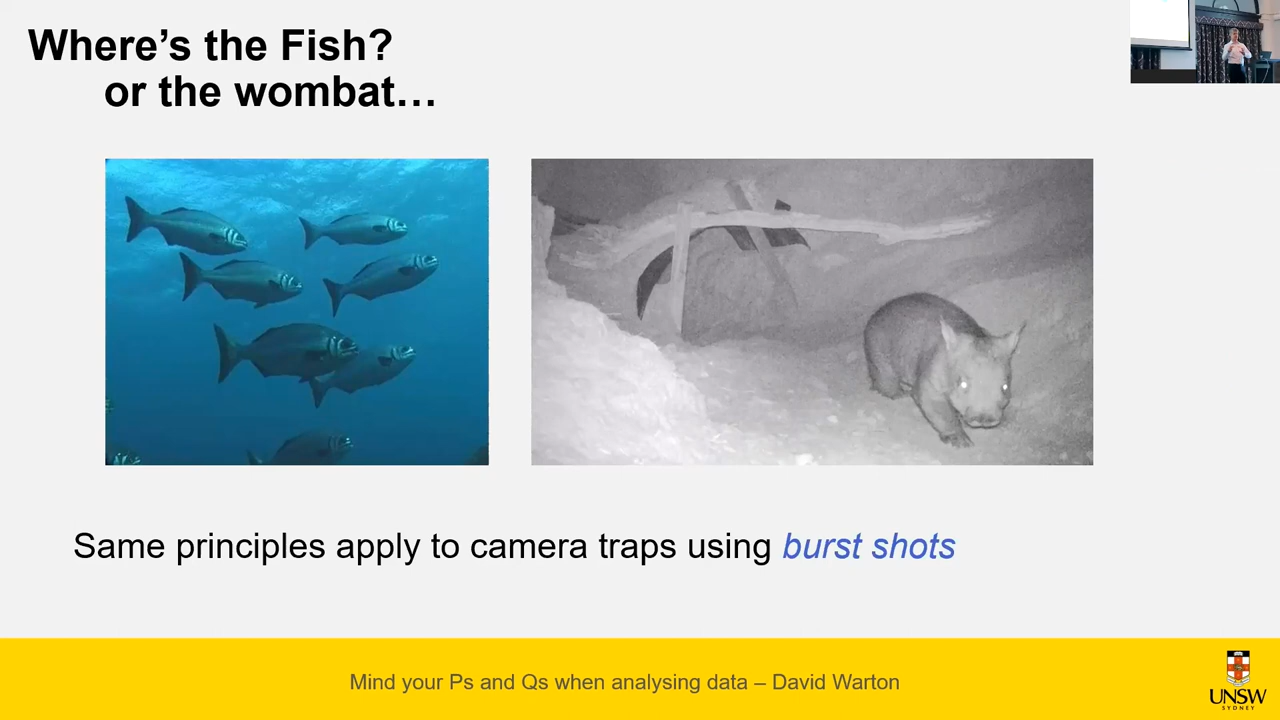 Where’s the Fish?
or the wombat…
Same principles apply to camera traps using burst shots
Mind your Ps and Qs when analysing data – David Warton
UNSW
SYDNEY